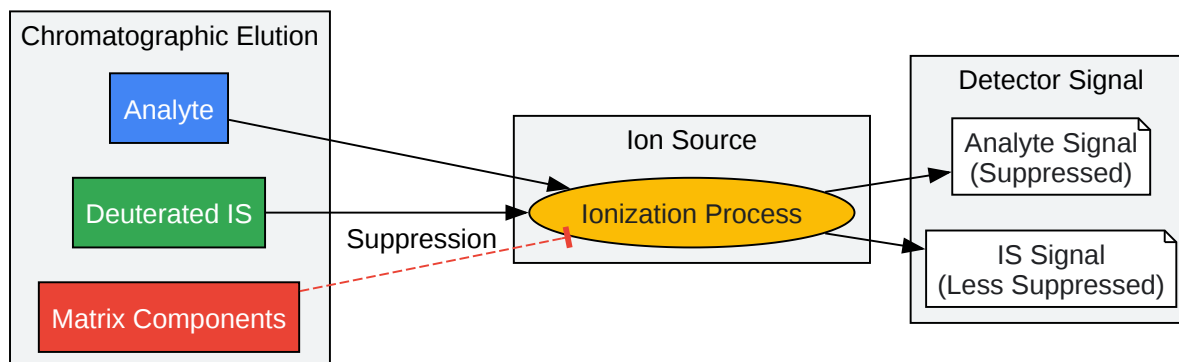 Chromatographic Elution
Analyte
Deuterated IS
Matrix Components
Suppression
Ion Source
Ionization Process
Detector Signal
Analyte Signal
(Suppressed)
IS Signal
(Less Suppressed)